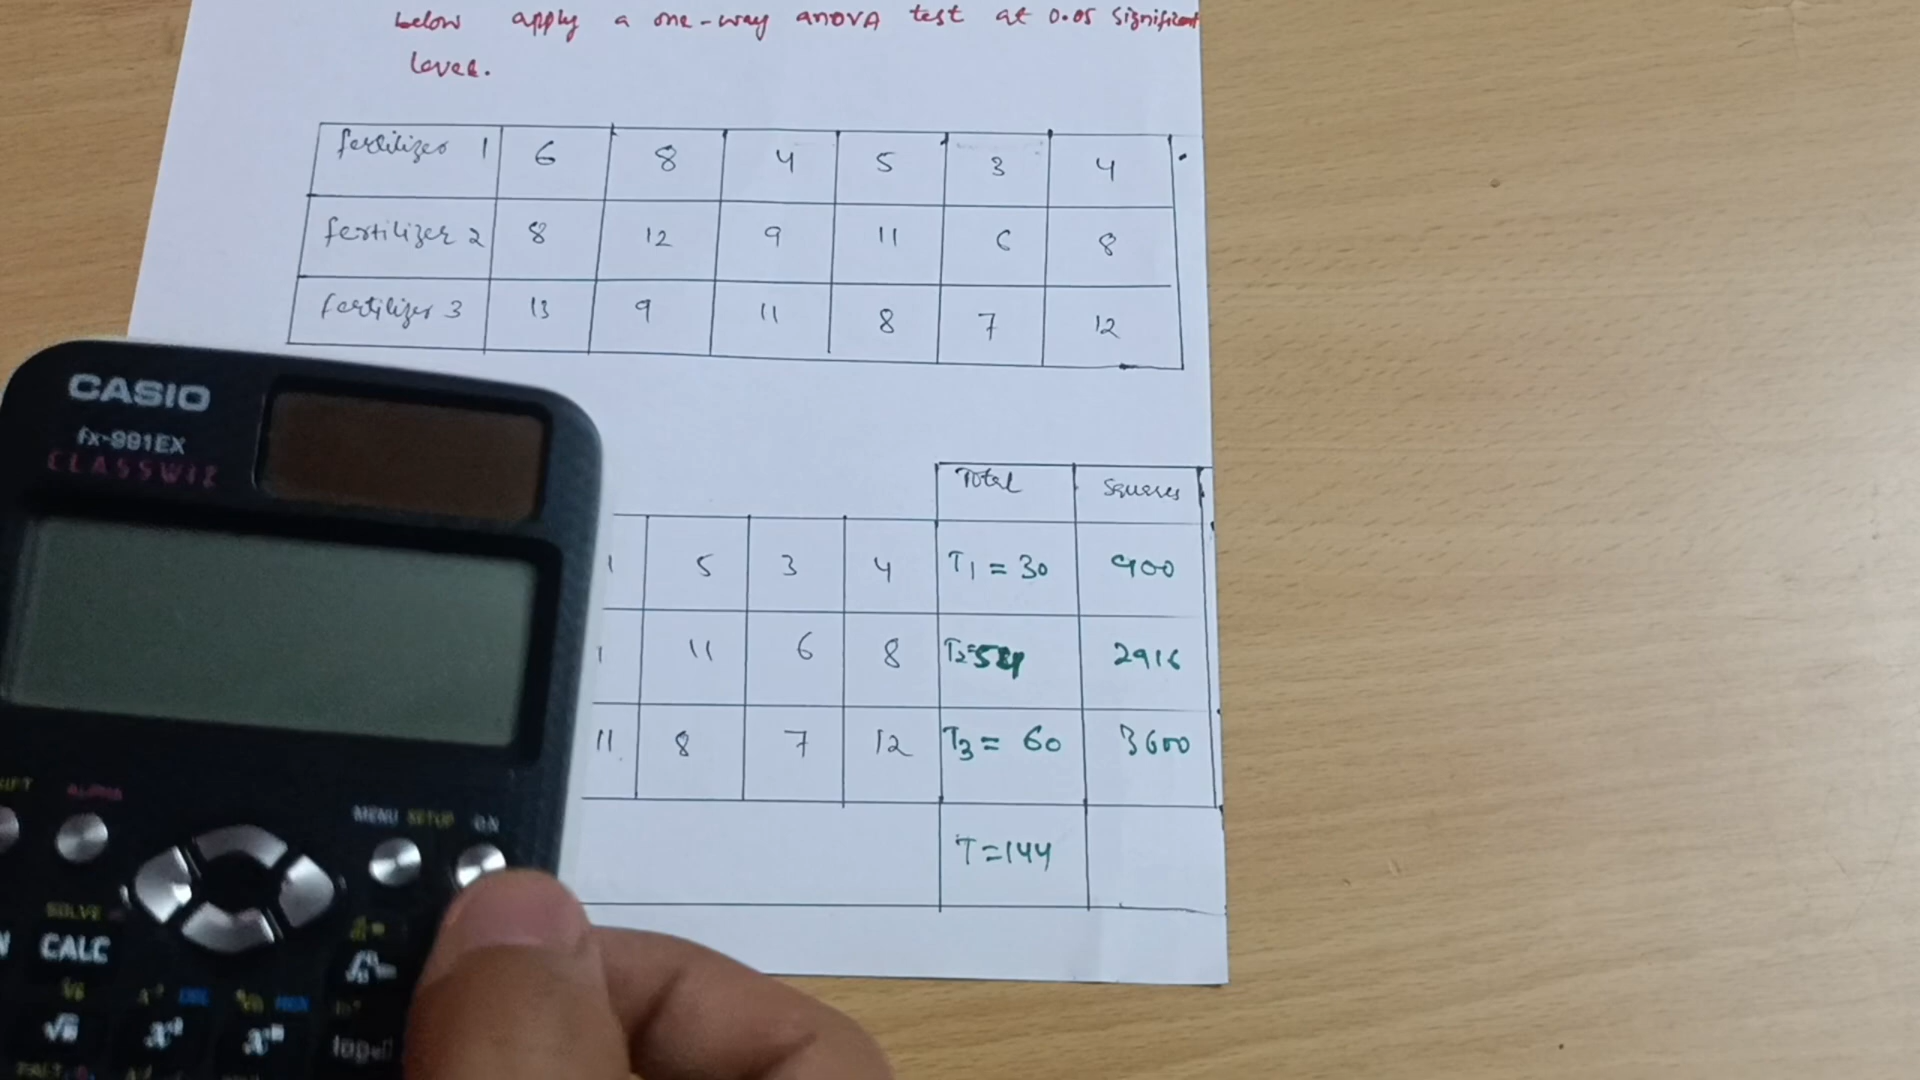 below apply a one-way anOVA test at 0.05 significant
level.
fertilizer 1 6 8 4 5 3 4
fertilizer 2 8 12 9 11 6 8
fertilizer 3 13 9 11 8 7 12
CASIO
fx-991EX
CLASSWIZ
Total Squares
5 3 4 T1 = 30 900
11 6 8 T2=54 2916
11 8 7 12 T3 = 60 3600
T=144
ALPHA MENU SETUP ON
SOLVE
CALC